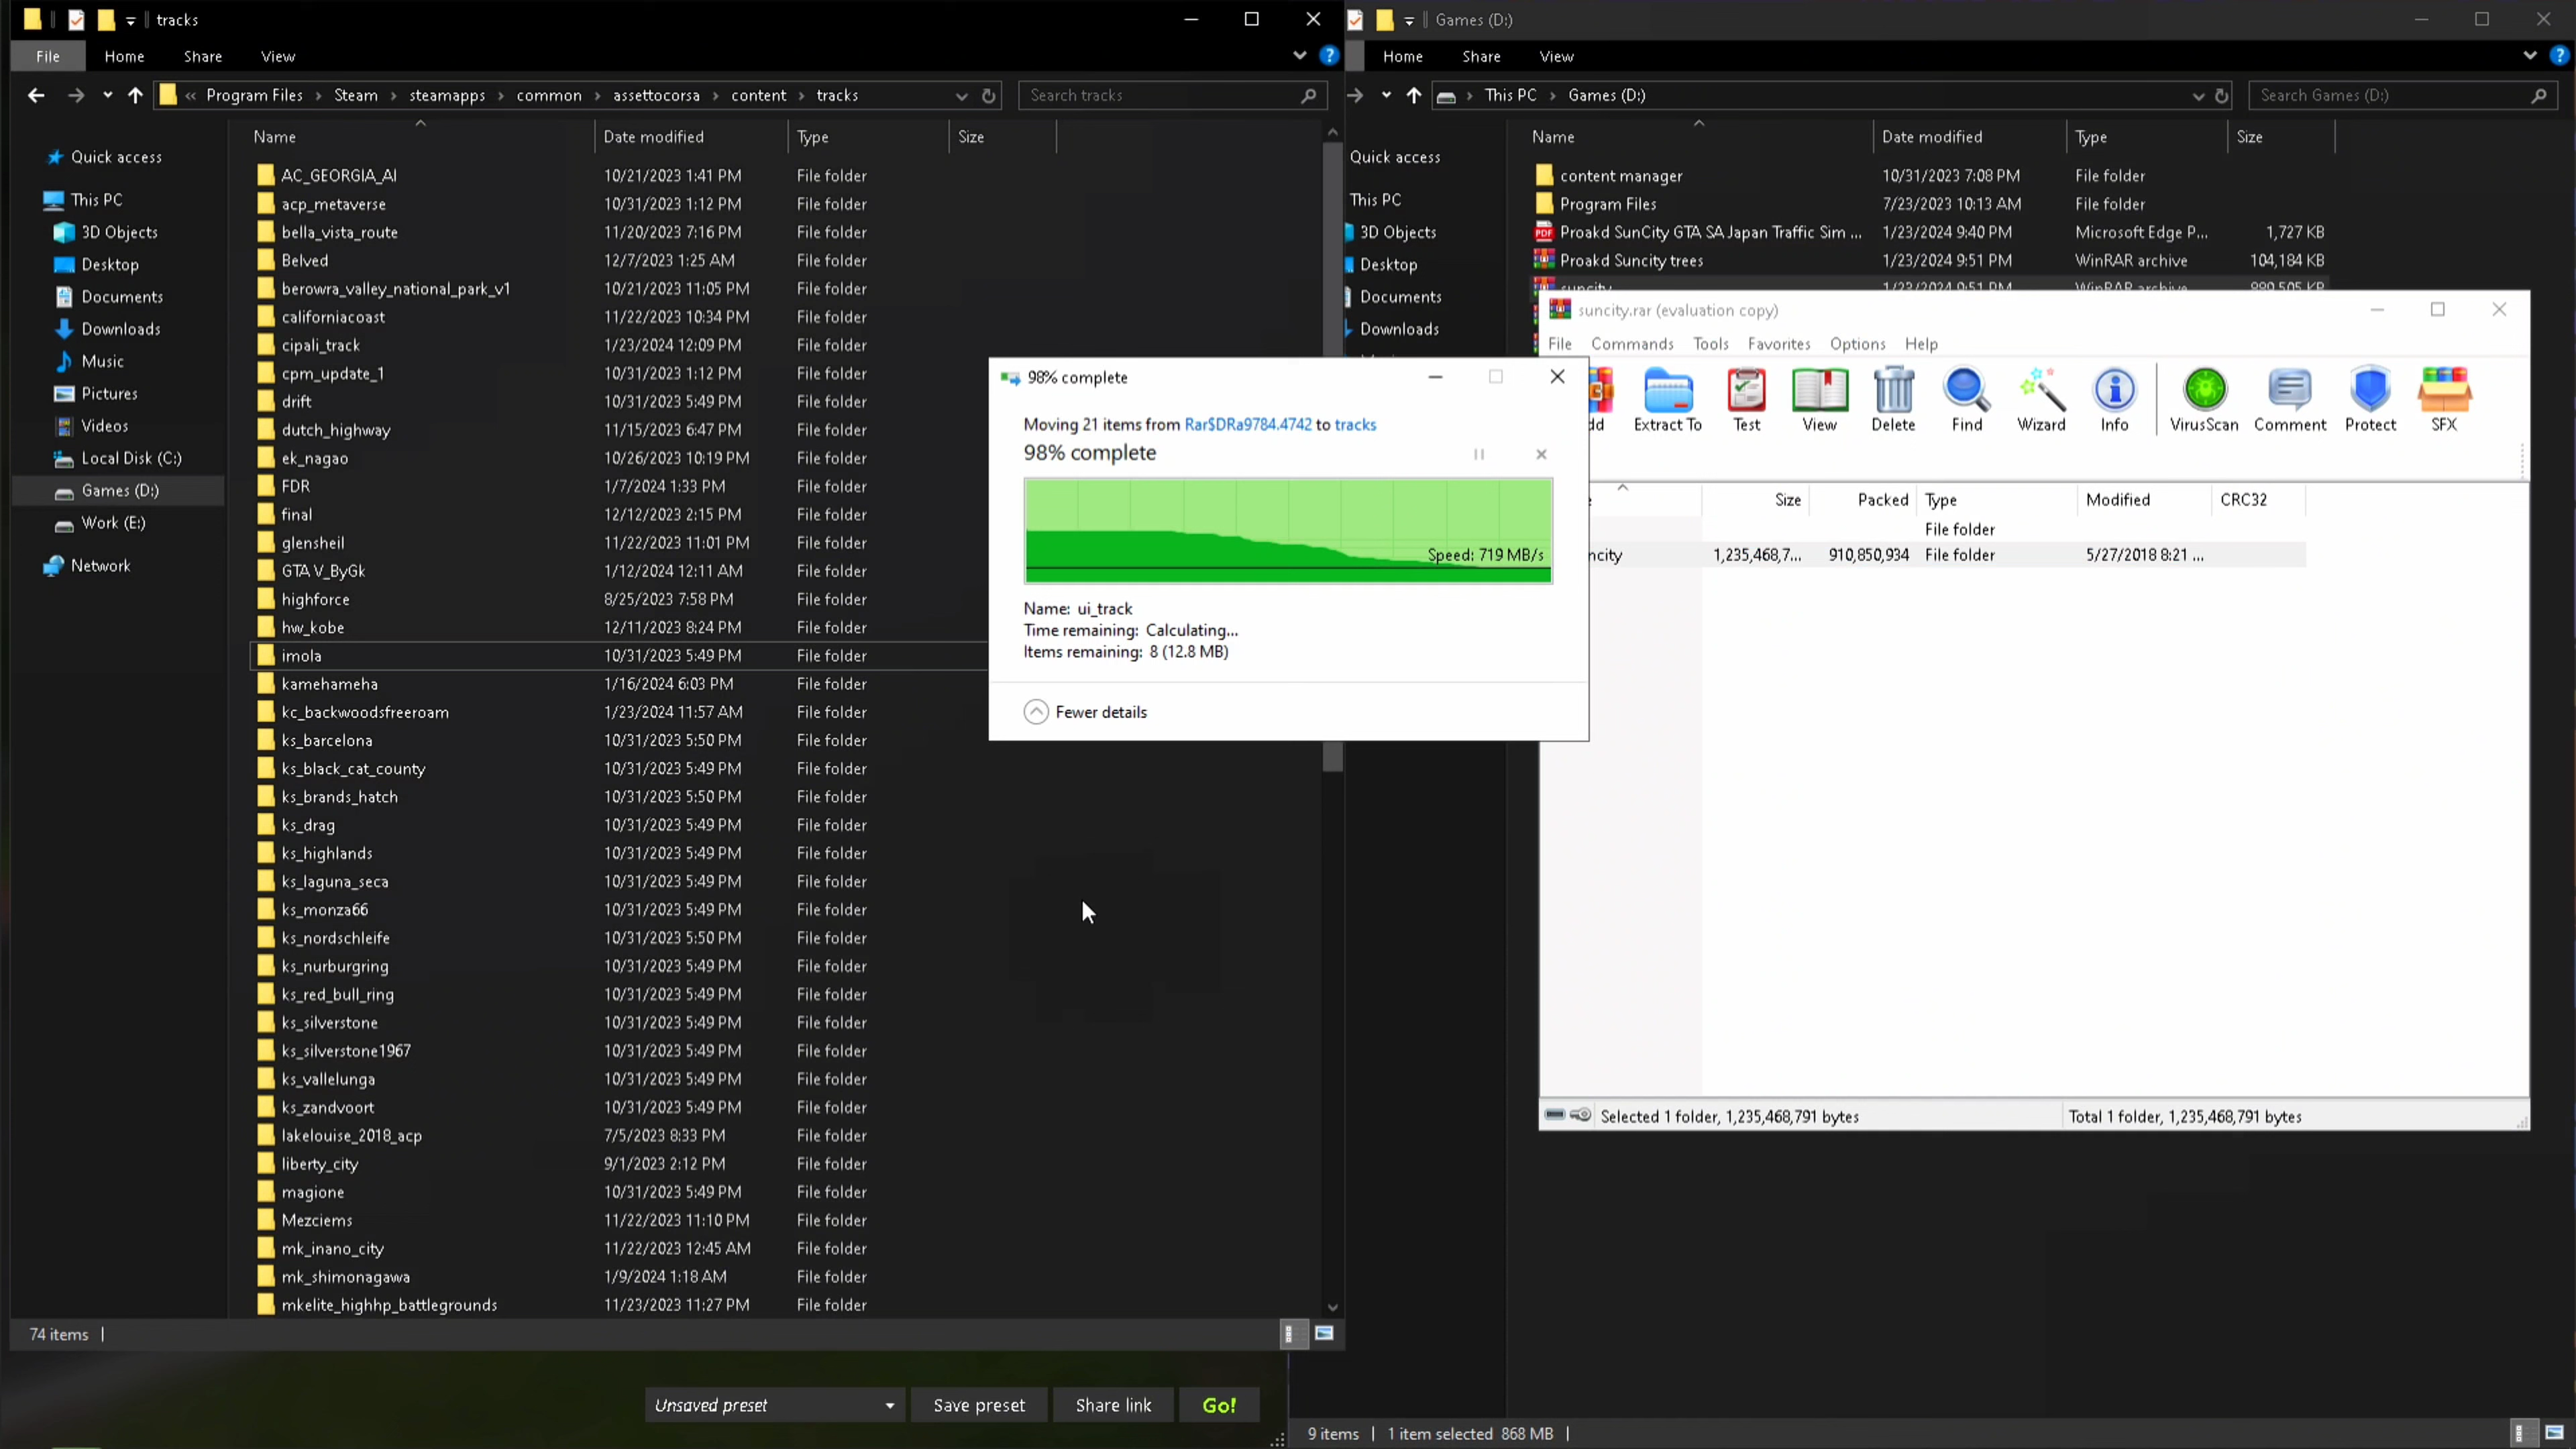 tracks
File Home Share View
« Program Files › Steam › steamapps › common › assettocorsa › content › tracks
Search tracks
Name Date modified Type Size
Quick access
This PC
3D Objects
Desktop
Documents
Downloads
Music
Pictures
Videos
Local Disk (C:)
Games (D:)
Work (E:)
Network
AC_GEORGIA_AI 10/21/2023 1:41 PM File folder
acp_metaverse 10/31/2023 1:12 PM File folder
bella_vista_route 11/20/2023 7:16 PM File folder
Belved 12/7/2023 1:25 AM File folder
berowra_valley_national_park_v1 10/21/2023 11:05 PM File folder
californiacoast 11/22/2023 10:34 PM File folder
cipali_track 1/23/2024 12:09 PM File folder
cpm_update_1 10/31/2023 1:12 PM File folder
drift 10/31/2023 5:49 PM File folder
dutch_highway 11/15/2023 6:47 PM File folder
ek_nagao 10/26/2023 10:19 PM File folder
FDR 1/7/2024 1:33 PM File folder
final 12/12/2023 2:15 PM File folder
glensheil 11/22/2023 11:01 PM File folder
GTA V_ByGk 1/12/2024 12:11 AM File folder
highforce 8/25/2023 7:58 PM File folder
hw_kobe 12/11/2023 8:24 PM File folder
imola 10/31/2023 5:49 PM File folder
kamehameha 1/16/2024 6:03 PM File folder
kc_backwoodsfreeroam 1/23/2024 11:57 AM File folder
ks_barcelona 10/31/2023 5:50 PM File folder
ks_black_cat_county 10/31/2023 5:49 PM File folder
ks_brands_hatch 10/31/2023 5:50 PM File folder
ks_drag 10/31/2023 5:49 PM File folder
ks_highlands 10/31/2023 5:49 PM File folder
ks_laguna_seca 10/31/2023 5:49 PM File folder
ks_monza66 10/31/2023 5:49 PM File folder
ks_nordschleife 10/31/2023 5:50 PM File folder
ks_nurburgring 10/31/2023 5:49 PM File folder
ks_red_bull_ring 10/31/2023 5:49 PM File folder
ks_silverstone 10/31/2023 5:49 PM File folder
ks_silverstone1967 10/31/2023 5:49 PM File folder
ks_vallelunga 10/31/2023 5:49 PM File folder
ks_zandvoort 10/31/2023 5:49 PM File folder
lakelouise_2018_acp 7/5/2023 8:33 PM File folder
liberty_city 9/1/2023 2:12 PM File folder
magione 10/31/2023 5:49 PM File folder
Mezciems 11/22/2023 11:10 PM File folder
mk_inano_city 11/22/2023 12:45 AM File folder
mk_shimonagawa 1/9/2024 1:18 AM File folder
mkelite_highhp_battlegrounds 11/23/2023 11:27 PM File folder
74 items
Unsaved preset Save preset Share link Go!
98% complete
Moving 21 items from Rar$DRa9784.4742 to tracks
98% complete
Speed: 719 MB/s
Name: ui_track
Time remaining: Calculating...
Items remaining: 8 (12.8 MB)
Fewer details
Games (D:)
Home Share View
› This PC › Games (D:)
Search Games (D:)
Name Date modified Type Size
Quick access
This PC
3D Objects
Desktop
Documents
Downloads
content manager 10/31/2023 7:08 PM File folder
Program Files 7/23/2023 10:13 AM File folder
PDF Proakd SunCity GTA SA Japan Traffic Sim ... 1/23/2024 9:40 PM Microsoft Edge P... 1,727 KB
Proakd Suncity trees 1/23/2024 9:51 PM WinRAR archive 104,184 KB
suncity 1/23/2024 9:51 PM WinRAR archive 889,505 KB
suncity.rar (evaluation copy)
File Commands Tools Favorites Options Help
dd Extract To Test View Delete Find Wizard Info VirusScan Comment Protect SFX
Size Packed Type Modified CRC32
File folder
ncity 1,235,468,7... 910,850,934 File folder 5/27/2018 8:21 ...
Selected 1 folder, 1,235,468,791 bytes
Total 1 folder, 1,235,468,791 bytes
9 items 1 item selected 868 MB